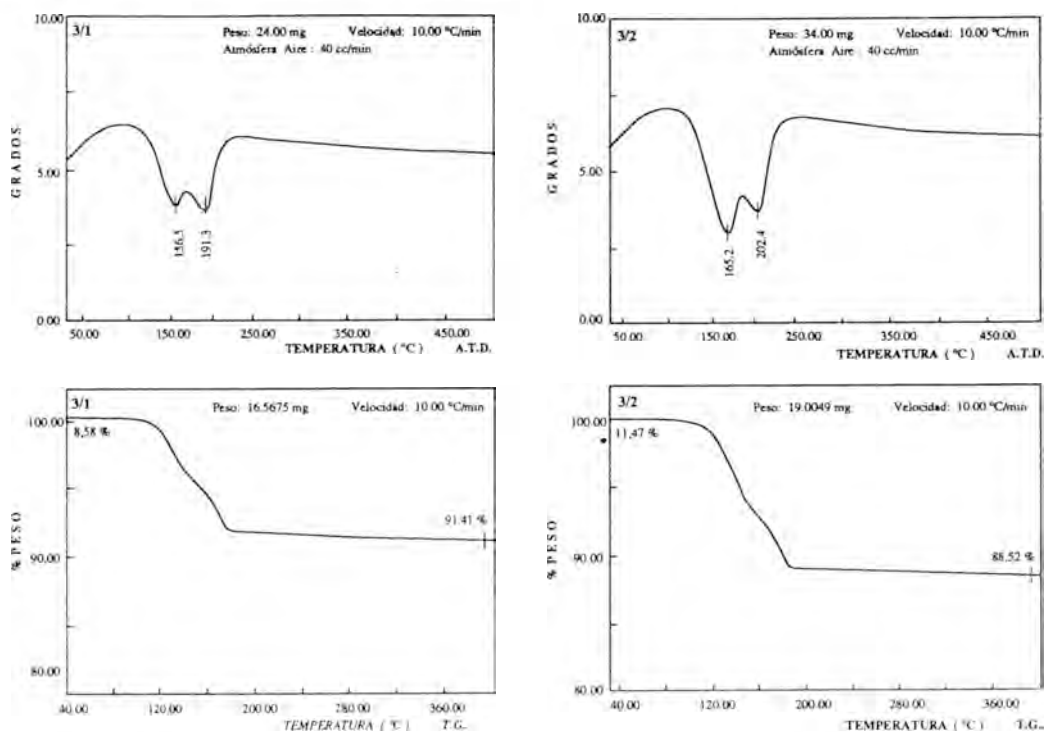 10.00
3/1
Peso: 24.00 mg Velocidad: 10.00 °C/min
Atmósfera Aire : 40 cc/min
GRADOS
5.00
156.5
191.3
0.00
50.00 150.00 250.00 350.00 450.00
TEMPERATURA ( °C ) A.T.D.
10.00
3/2
Peso: 34.00 mg Velocidad: 10.00 °C/min
Atmósfera Aire : 40 cc/min
GRADOS
5.00
165.2
202.4
0.00
50.00 150.00 250.00 450.00
TEMPERATURA ( °C ) A.T.D.
3/1
Peso: 16.5675 mg Velocidad: 10.00 °C/min
100.00
8,58 %
91.41 %
% PESO
90.00
80.00
40.00 120.00 200.00 280.00 360.00
TEMPERATURA ( °C ) T.G.
3/2
Peso: 19.0049 mg Velocidad: 10.00 °C/min
100.00
11,47 %
88,52 %
% PESO
90.00
40.00 120.00 200.00 280.00 360.00
TEMPERATURA ( °C ) T.G.